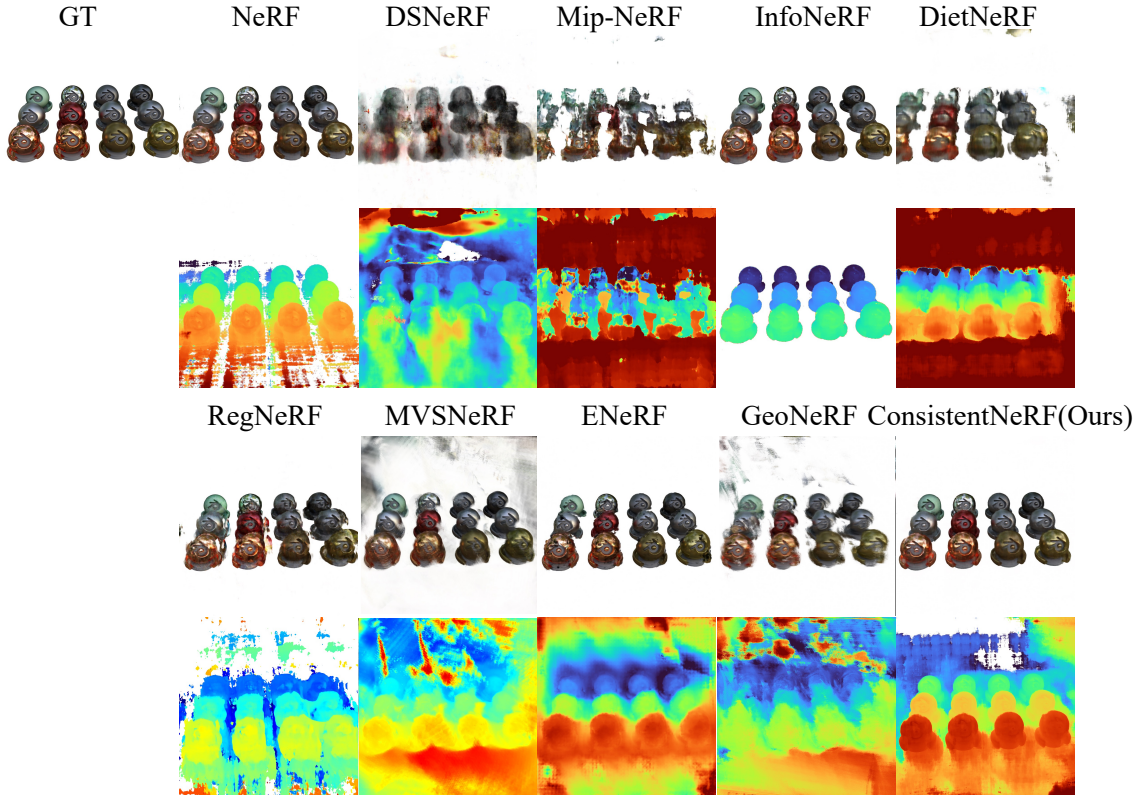 GT NeRF DSNeRF Mip-NeRF InfoNeRF DietNeRF
RegNeRF MVSNeRF ENeRF GeoNeRF ConsistentNeRF(Ours)